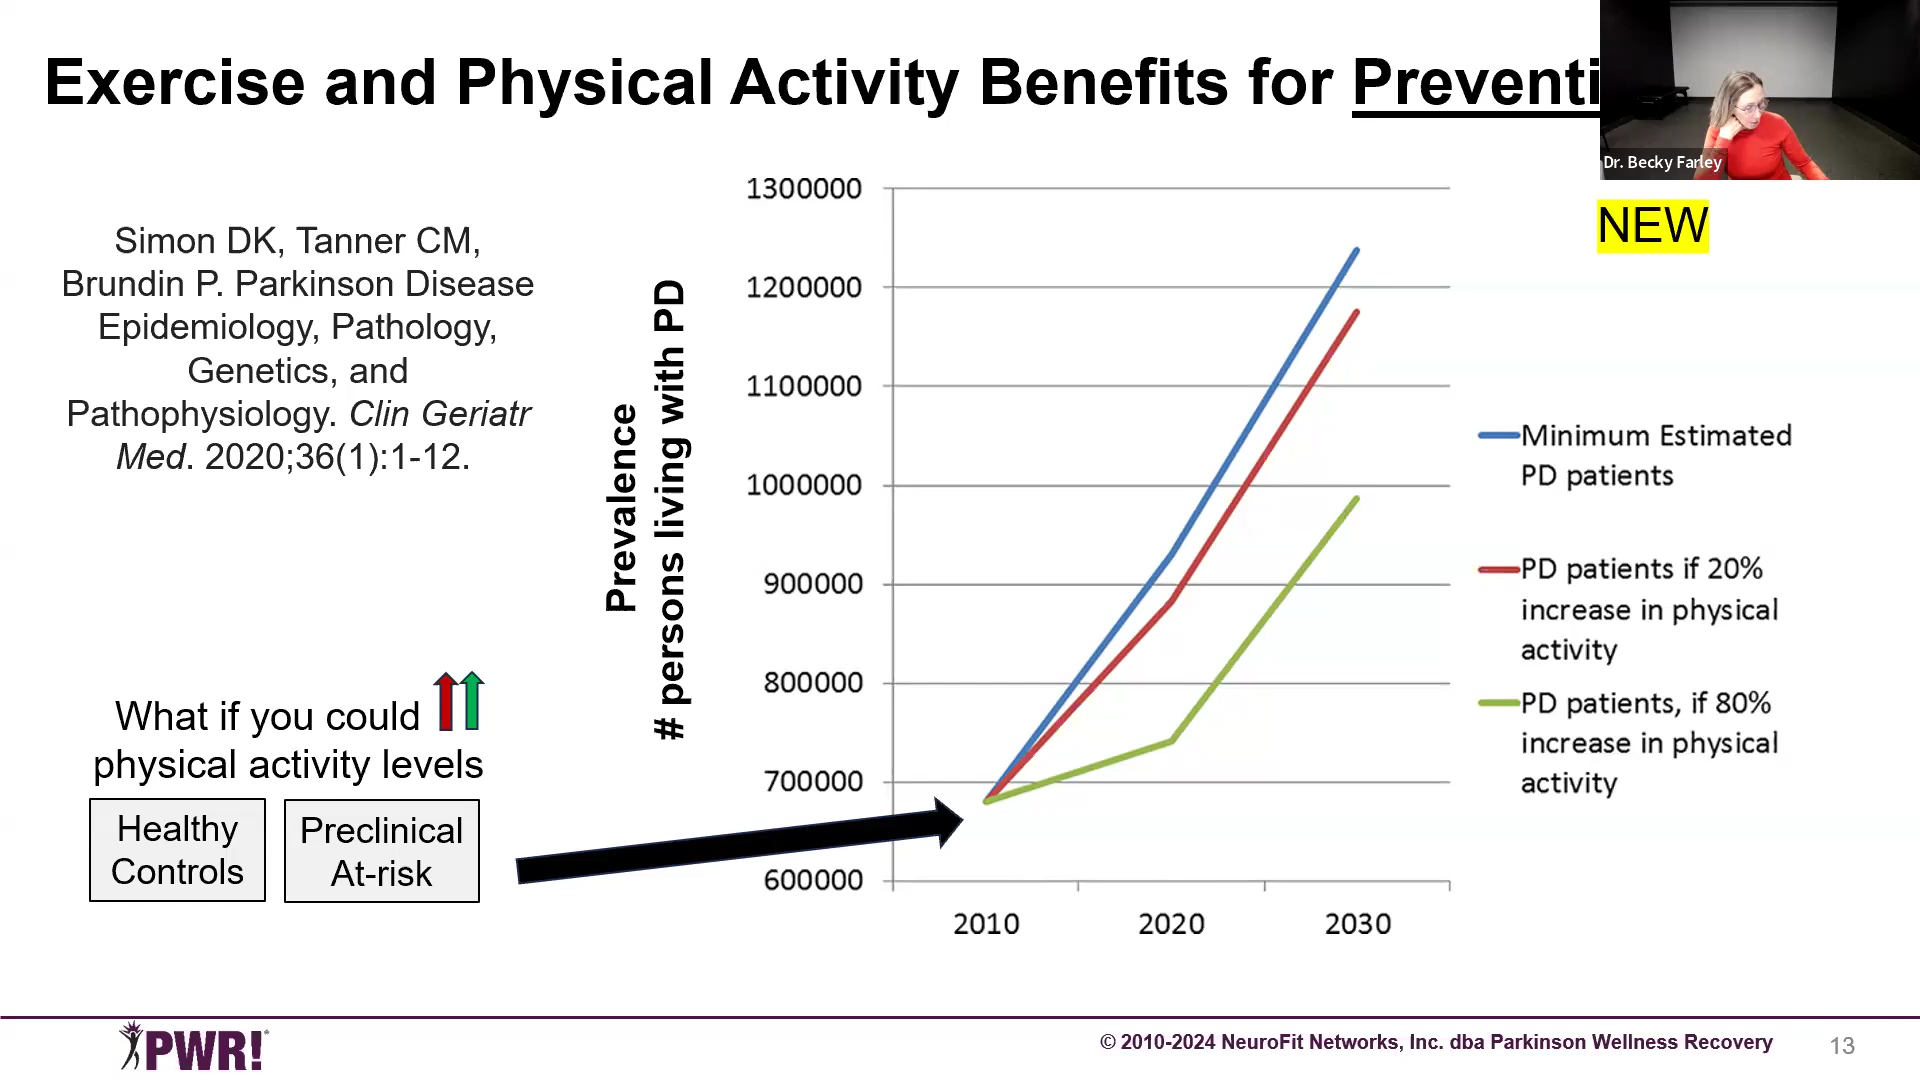 Exercise and Physical Activity Benefits for Preventi
Dr. Becky Farley
NEW
Simon DK, Tanner CM,
Brundin P. Parkinson Disease
Epidemiology, Pathology,
Genetics, and
Pathophysiology. Clin Geriatr
Med. 2020;36(1):1-12.
What if you could
physical activity levels
Healthy
Controls
Preclinical
At-risk
Prevalence
# persons living with PD
1300000
1200000
1100000
1000000
900000
800000
700000
600000
2010 2020 2030
Minimum Estimated
PD patients
PD patients if 20%
increase in physical
activity
PD patients, if 80%
increase in physical
activity
PWR!
© 2010-2024 NeuroFit Networks, Inc. dba Parkinson Wellness Recovery
13